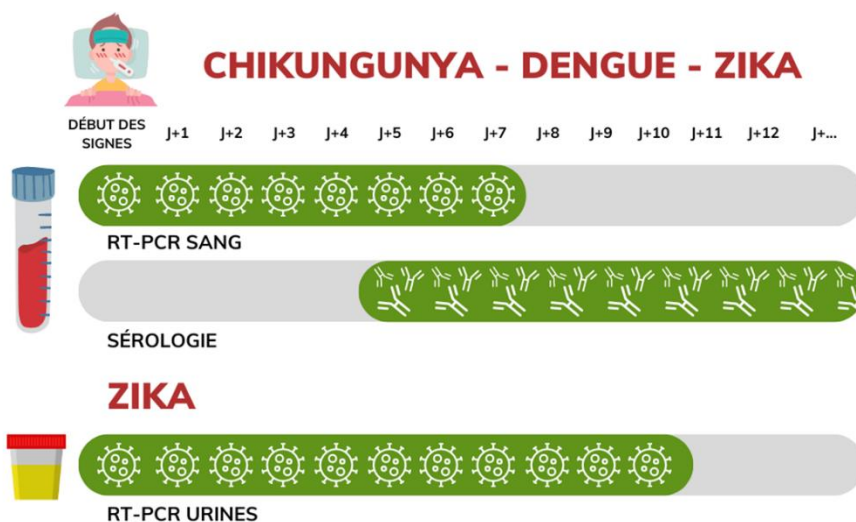 CHIKUNGUNYA - DENGUE - ZIKA
DÉBUT DES
SIGNES
J+1 J+2 J+3 J+4 J+5 J+6 J+7 J+8 J+9 J+10 J+11 J+12 J+...
RT-PCR SANG
SÉROLOGIE
ZIKA
RT-PCR URINES